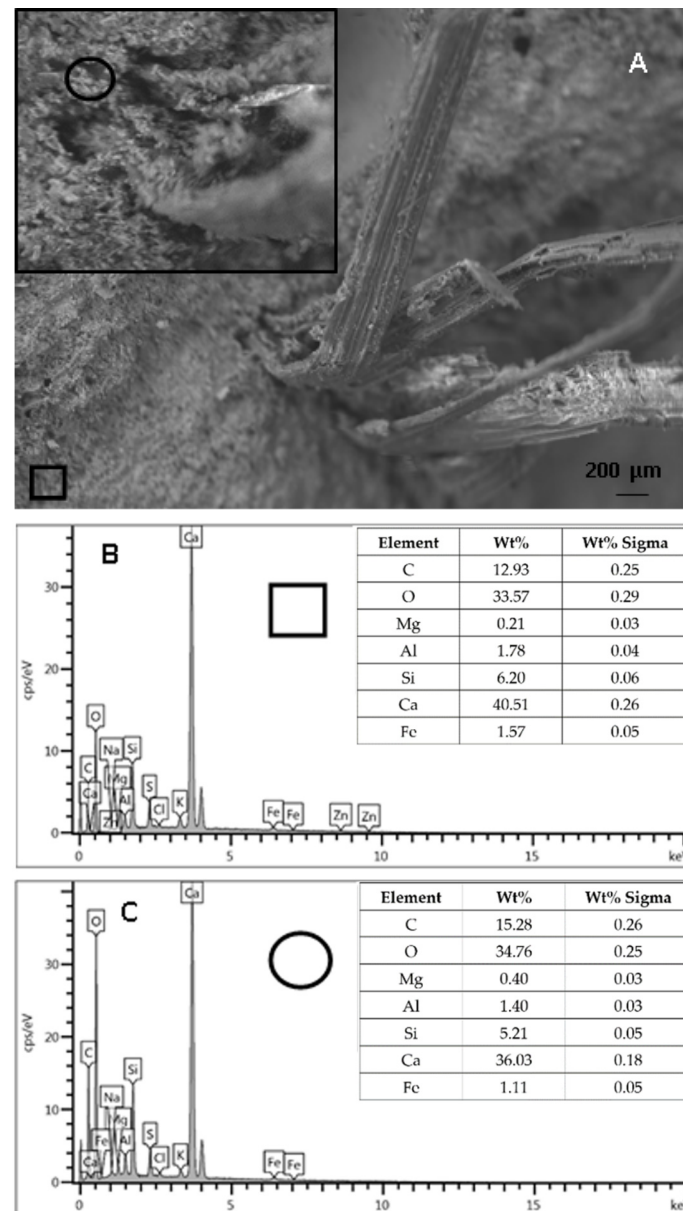 A
200 μm
B
Element Wt% Wt% Sigma
C 12.93 0.25
O 33.57 0.29
Mg 0.21 0.03
Al 1.78 0.04
Si 6.20 0.06
Ca 40.51 0.26
Fe 1.57 0.05
Ca
30
20
O
Na
Si
10
C
Mg
Ca
Al
S
K
Cl
Fe
Fe
Zn
Zn
Zn
0
cps/eV
0 5 10 15 ke
C
Element Wt% Wt% Sigma
C 15.28 0.26
O 34.76 0.25
Mg 0.40 0.03
Al 1.40 0.03
Si 5.21 0.05
Ca 36.03 0.18
Fe 1.11 0.05
Ca
O
30
20
C
Si
Na
10
Mg
Fe
Al
S
Ca
Cl
K
Fe
Fe
0
cps/eV
0 5 10 15 ke